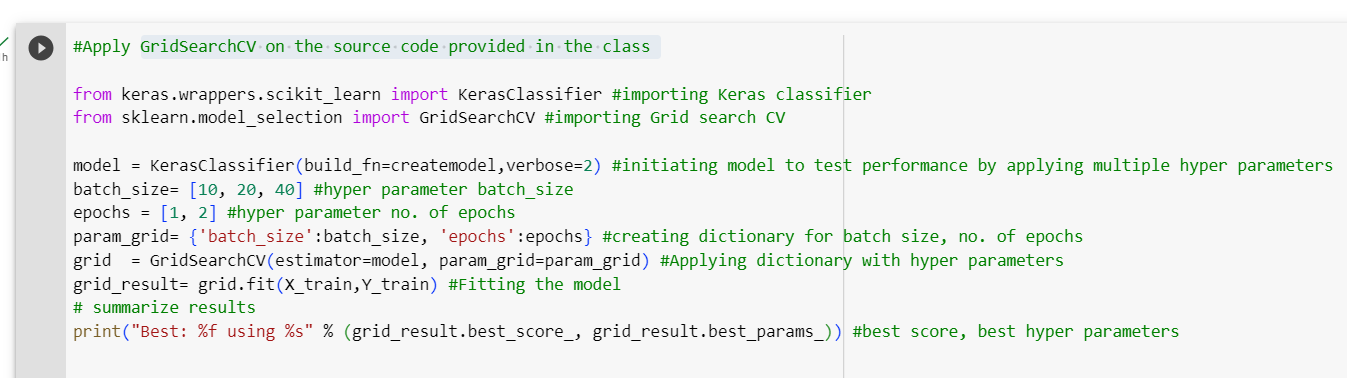 #Apply GridSearchCV on the source code provided in the class
h
from keras.wrappers.scikit_learn import KerasClassifier #importing Keras classifier
from sklearn.model_selection import GridSearchCV #importing Grid search CV
model = KerasClassifier(build_fn=createmodel,verbose=2) #initiating model to test performance by applying multiple hyper parameters
batch_size= [10, 20, 40] #hyper parameter batch_size
epochs = [1, 2] #hyper parameter no. of epochs
param_grid= {'batch_size':batch_size, 'epochs':epochs} #creating dictionary for batch size, no. of epochs
grid  = GridSearchCV(estimator=model, param_grid=param_grid) #Applying dictionary with hyper parameters
grid_result= grid.fit(X_train,Y_train) #Fitting the model
# summarize results
print("Best: %f using %s" % (grid_result.best_score_, grid_result.best_params_)) #best score, best hyper parameters